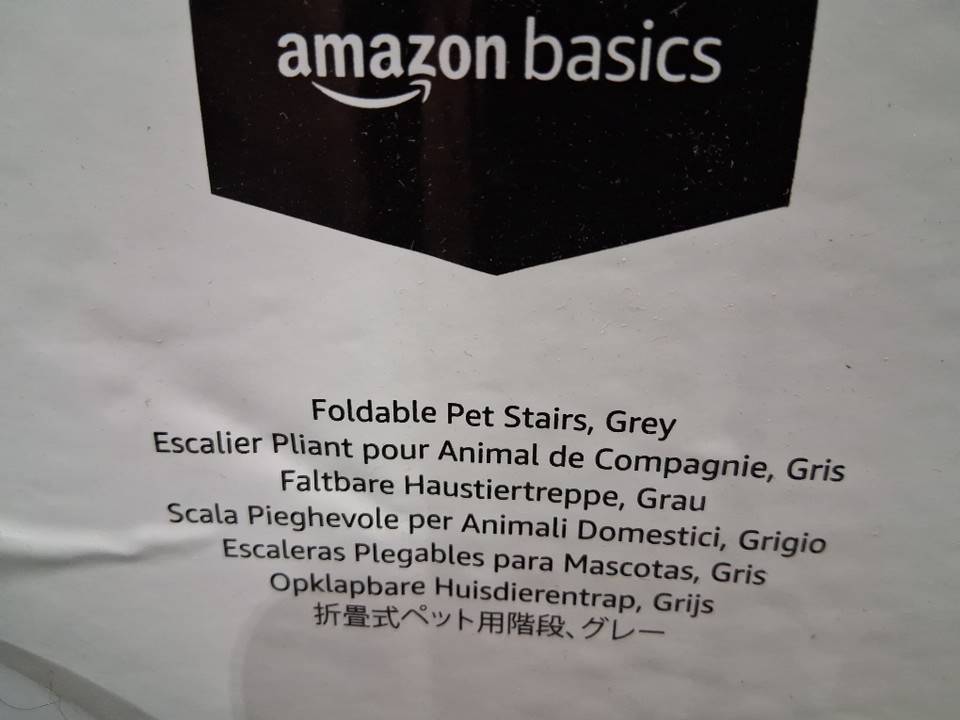 amazon basics
Foldable Pet Stairs, Grey
Escalier Pliant pour Animal de Compagnie, Gris
Faltbare Haustiertreppe, Grau
Scala Pieghevole per Animali Domestici, Grigio
Escaleras Plegables para Mascotas, Gris
Opklapbare Huisdierentrap, Grijs
折畳式ペット用階段、グレー